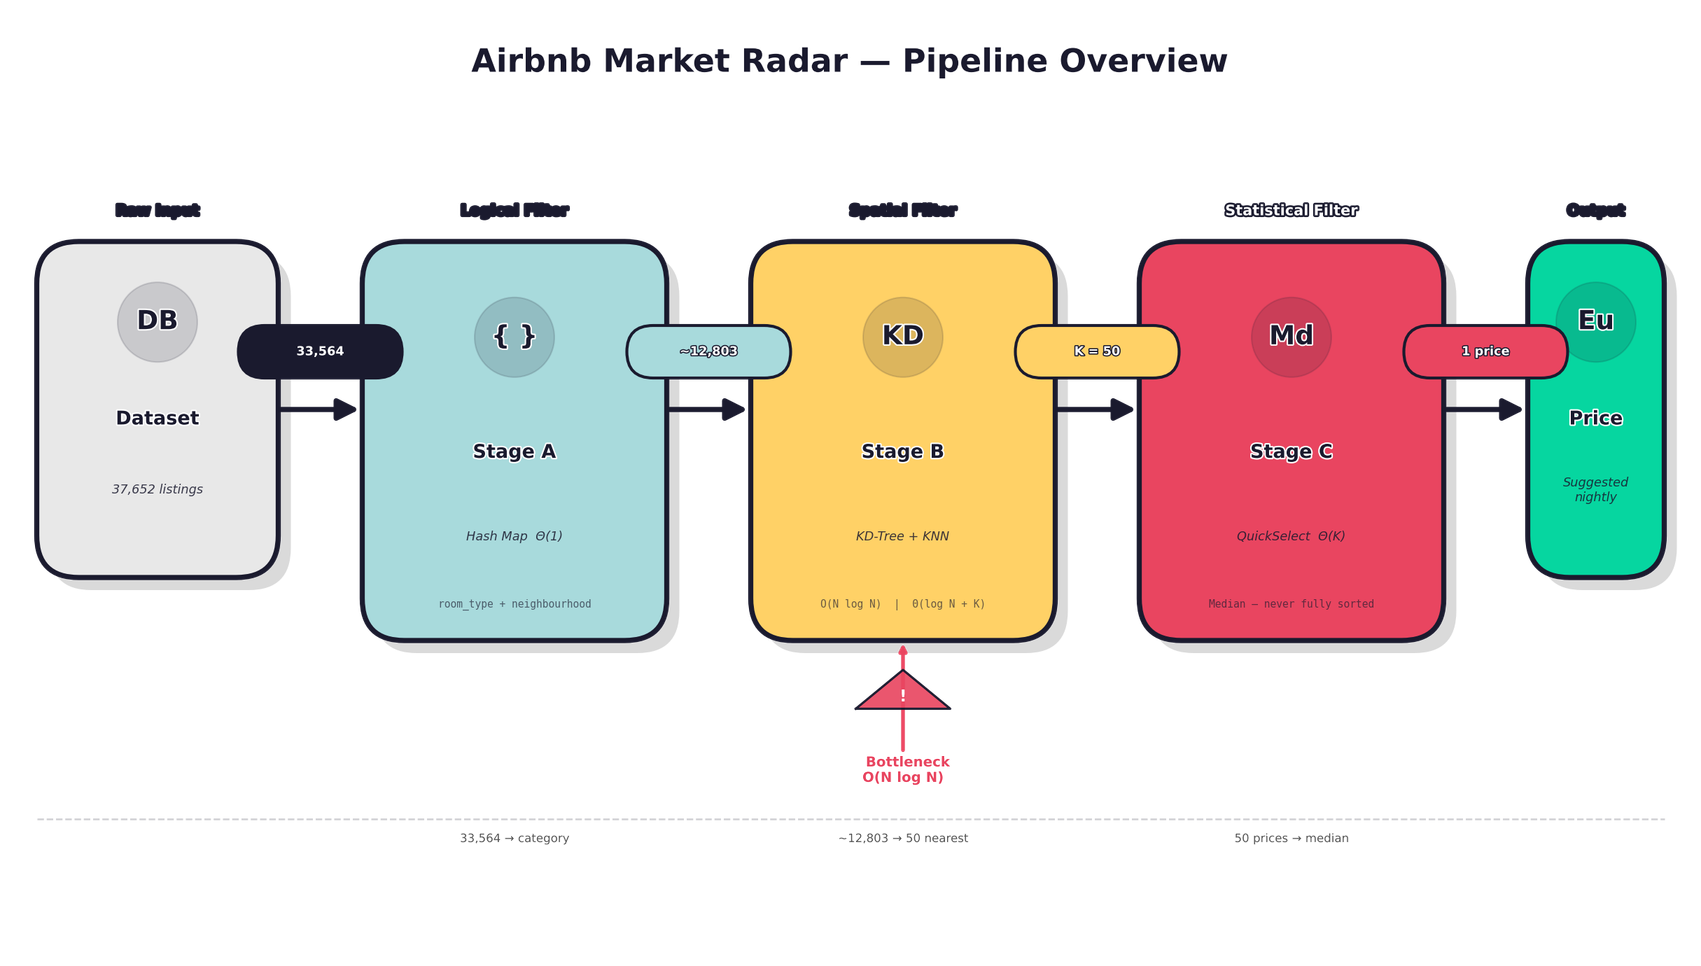 Airbnb Market Radar — Pipeline Overview
Raw Input
Logical Filter
Spatial Filter
Statistical Filter
Output
DB
Dataset
37,652 listings
33,564
{ }
Stage A
Hash Map Θ(1)
room_type + neighbourhood
~12,803
KD
Stage B
KD-Tree + KNN
O(N log N) | Θ(log N + K)
K = 50
Md
Stage C
QuickSelect Θ(K)
Median — never fully sorted
1 price
Eu
Price
Suggested
nightly
!
Bottleneck
O(N log N)
33,564 → category
~12,803 → 50 nearest
50 prices → median